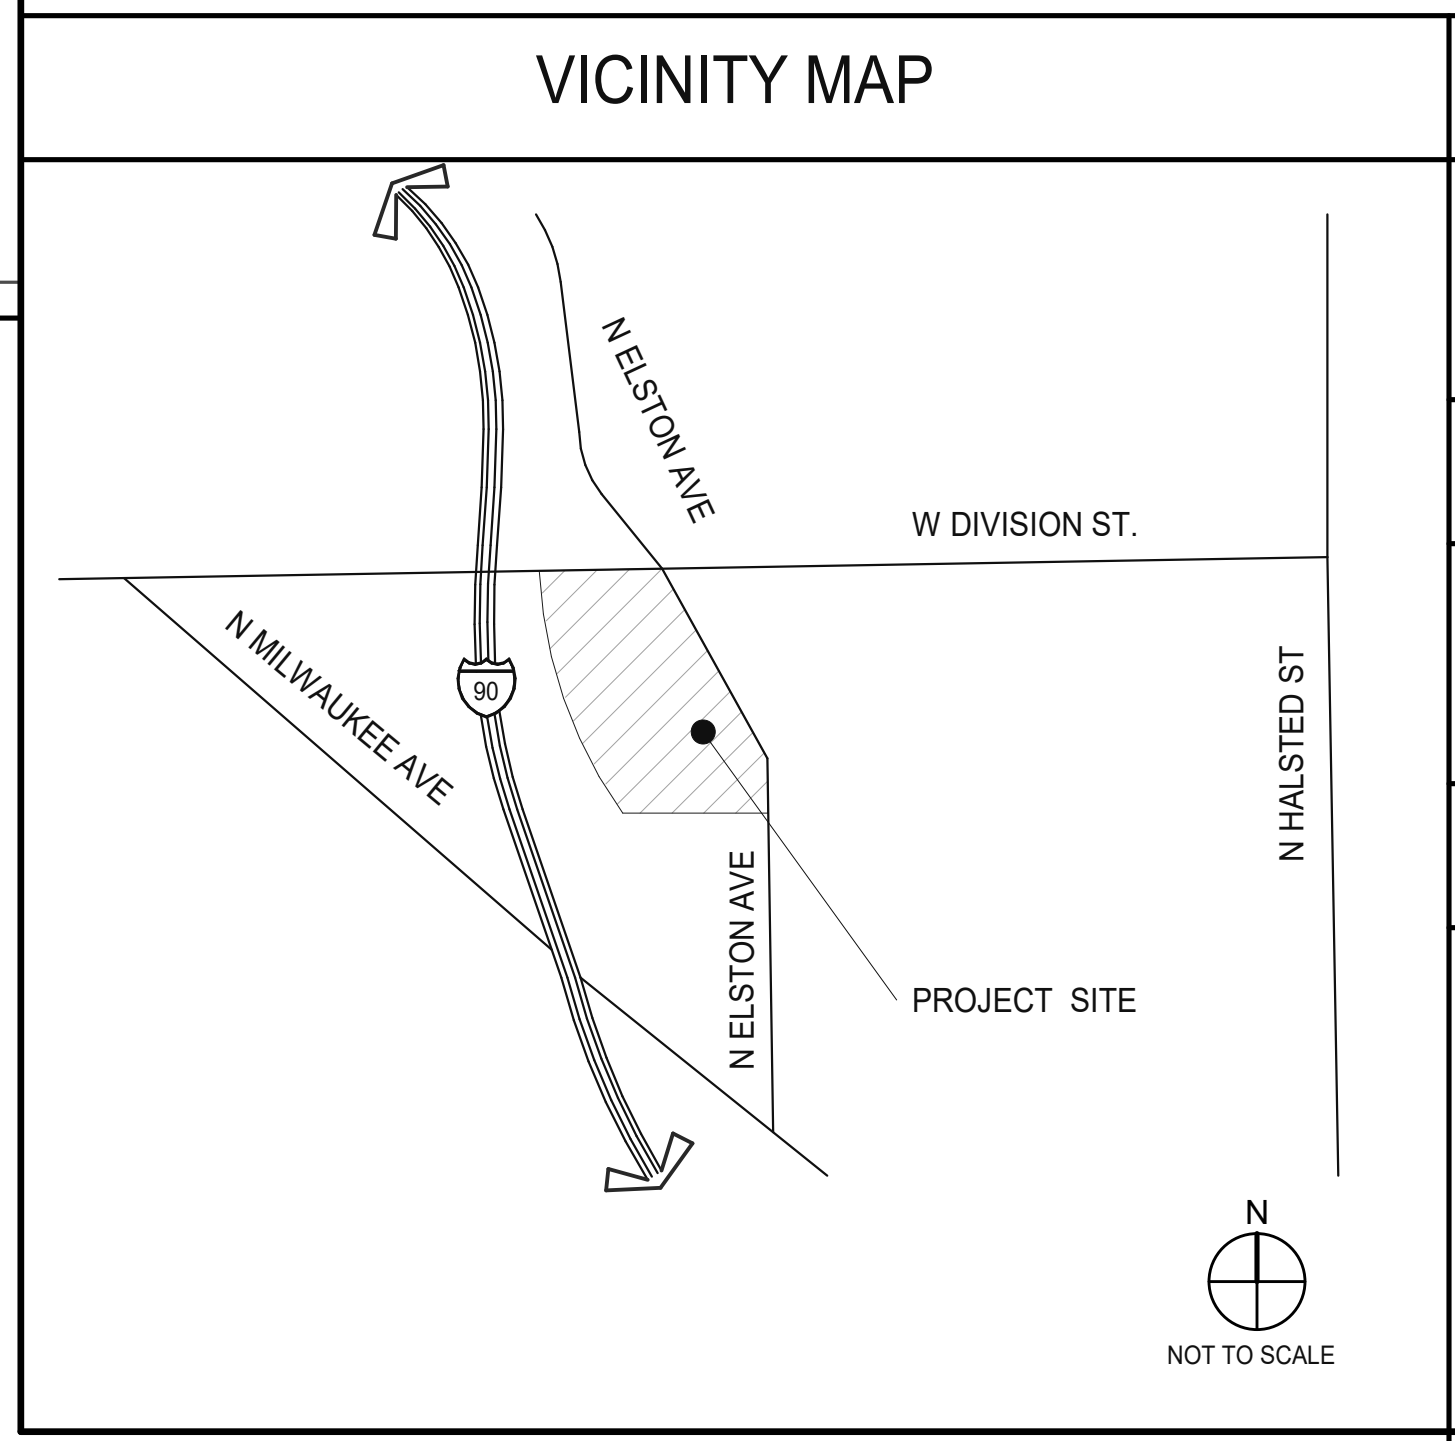 VICINITY MAP
N ELSTON AVE
W DIVISION ST.
N MILWAUKEE AVE
90
N HALSTED ST
N ELSTON AVE
PROJECT SITE
N
NOT TO SCALE